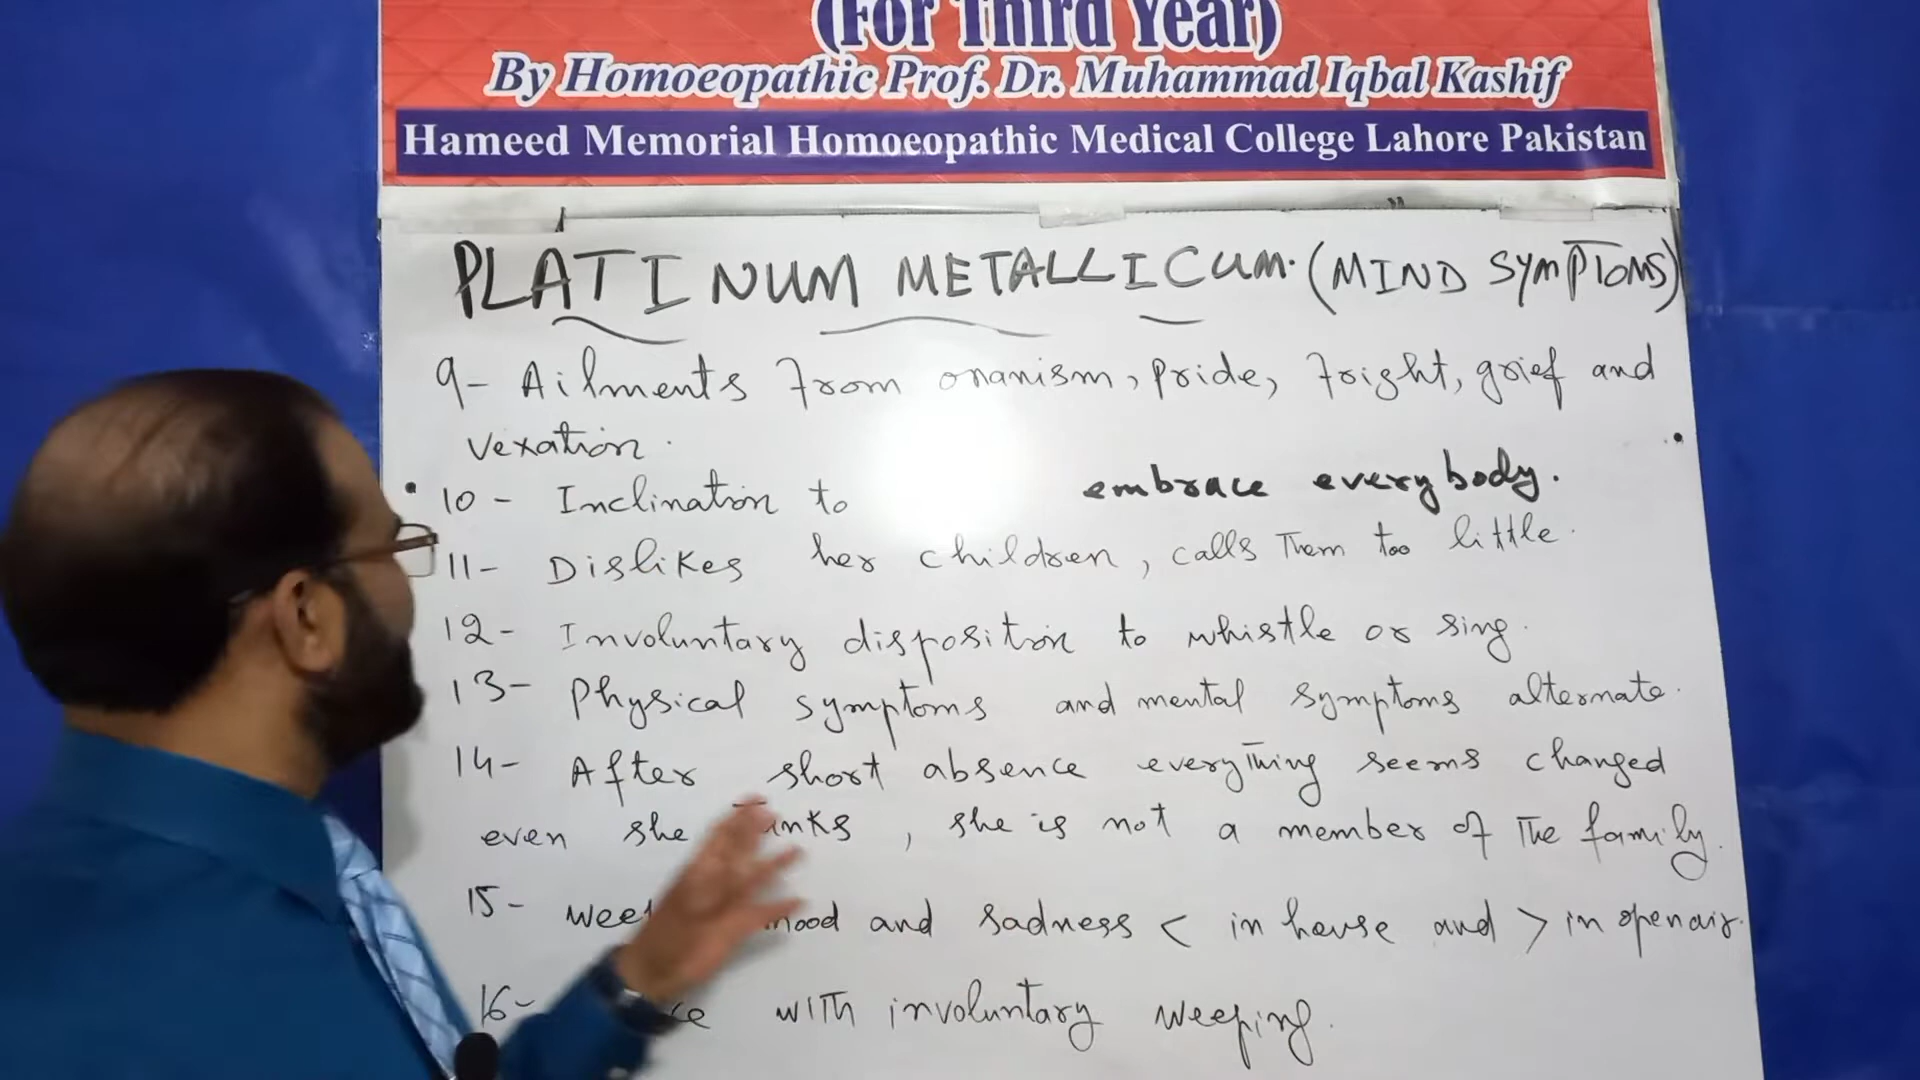 (For Third Year)
By Homoeopathic Prof. Dr. Muhammad Iqbal Kashif
Hameed Memorial Homoeopathic Medical College Lahore Pakistan
PLATINUM METALLICUM. (MIND SYMPTOMS)
9- Ailments from onanism, pride, fright, grief and
vexation.
10- Inclination to embrace everybody.
11- Dislikes her children, calls them too little.
12- Involuntary disposition to whistle or sing.
13- Physical symptoms and mental symptoms alternate.
14- After short absence everything seems changed
even she , she is not a member of the family.
15- mood and sadness < in house and > in open air.
16- with involuntary weeping.